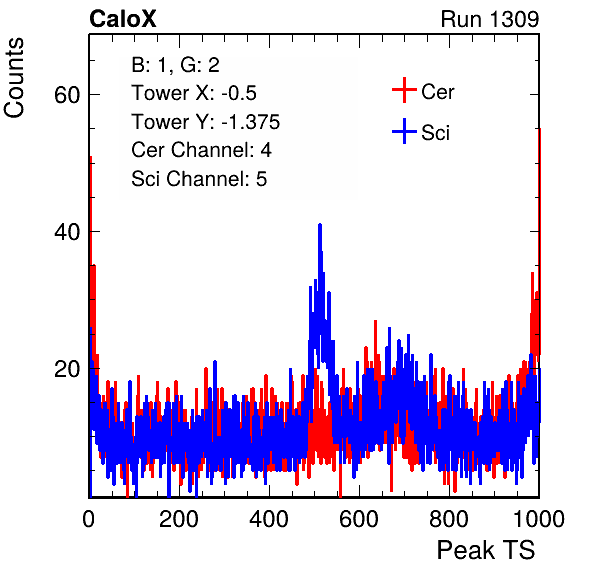 CaloX
Run 1309
Counts
B: 1, G: 2
Tower X: -0.5
Tower Y: -1.375
Cer Channel: 4
Sci Channel: 5
Cer
Sci
60
40
20
0 200 400 600 800 1000
Peak TS